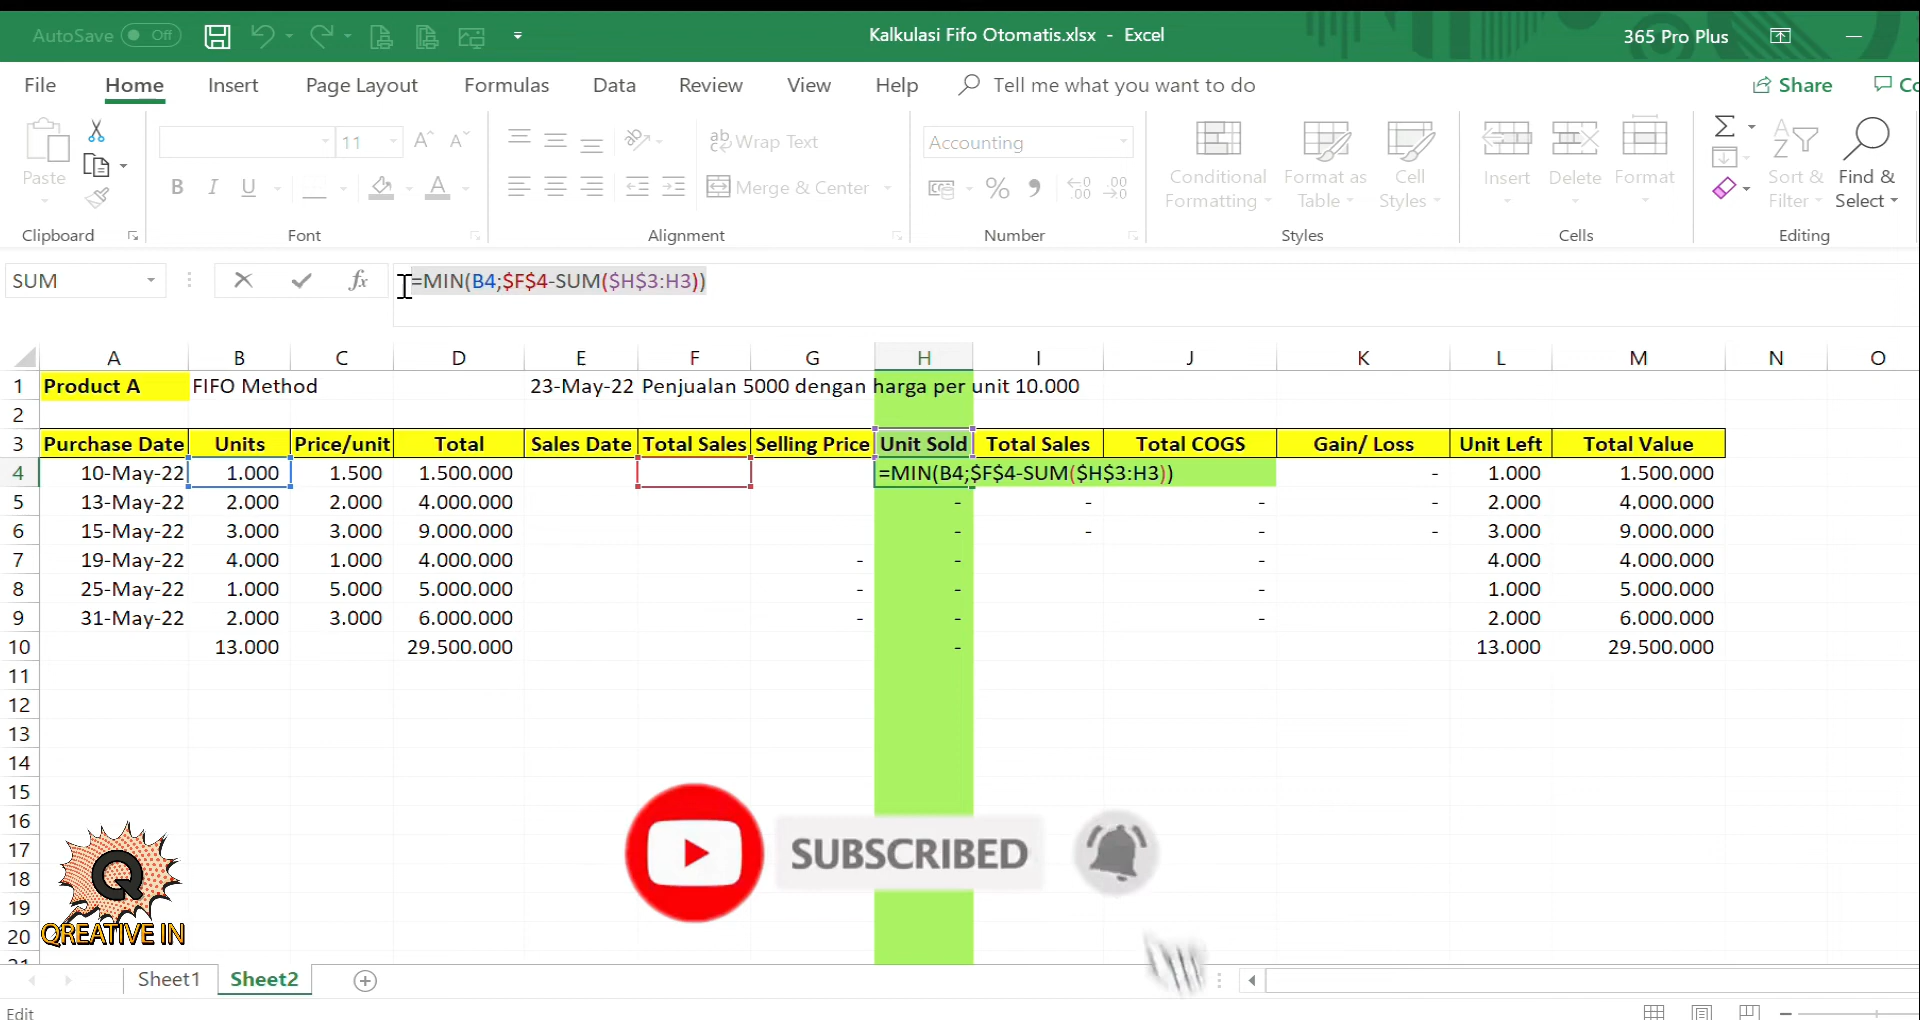 AutoSave Off Kalkulasi Fifo Otomatis.xlsx - Excel 365 Pro Plus
File Home Insert Page Layout Formulas Data Review View Help Tell me what you want to do Share Co
Paste 11 Wrap Text Accounting Conditional Formatting Format as Table Cell Styles Insert Delete Format Sort & Filter Find & Select
B I U Merge & Center % .00 .00
Clipboard Font Alignment Number Styles Cells Editing
SUM fx =MIN(B4;$F$4-SUM($H$3:H3))
A B C D E F G H I J K L M N O
1 Product A FIFO Method 23-May-22 Penjualan 5000 dengan harga per unit 10.000
2
3 Purchase Date Units Price/unit Total Sales Date Total Sales Selling Price Unit Sold Total Sales Total COGS Gain/ Loss Unit Left Total Value
4 10-May-22 1.000 1.500 1.500.000 =MIN(B4;$F$4-SUM($H$3:H3)) - 1.000 1.500.000
5 13-May-22 2.000 2.000 4.000.000 - - - - 2.000 4.000.000
6 15-May-22 3.000 3.000 9.000.000 - - - - 3.000 9.000.000
7 19-May-22 4.000 1.000 4.000.000 - - - 4.000 4.000.000
8 25-May-22 1.000 5.000 5.000.000 - - - 1.000 5.000.000
9 31-May-22 2.000 3.000 6.000.000 - - - 2.000 6.000.000
10 13.000 29.500.000 - 13.000 29.500.000
11
12
13
14
15
16
17
18
19
20
SUBSCRIBED
Q
QREATIVE IN
Sheet1 Sheet2
Edit